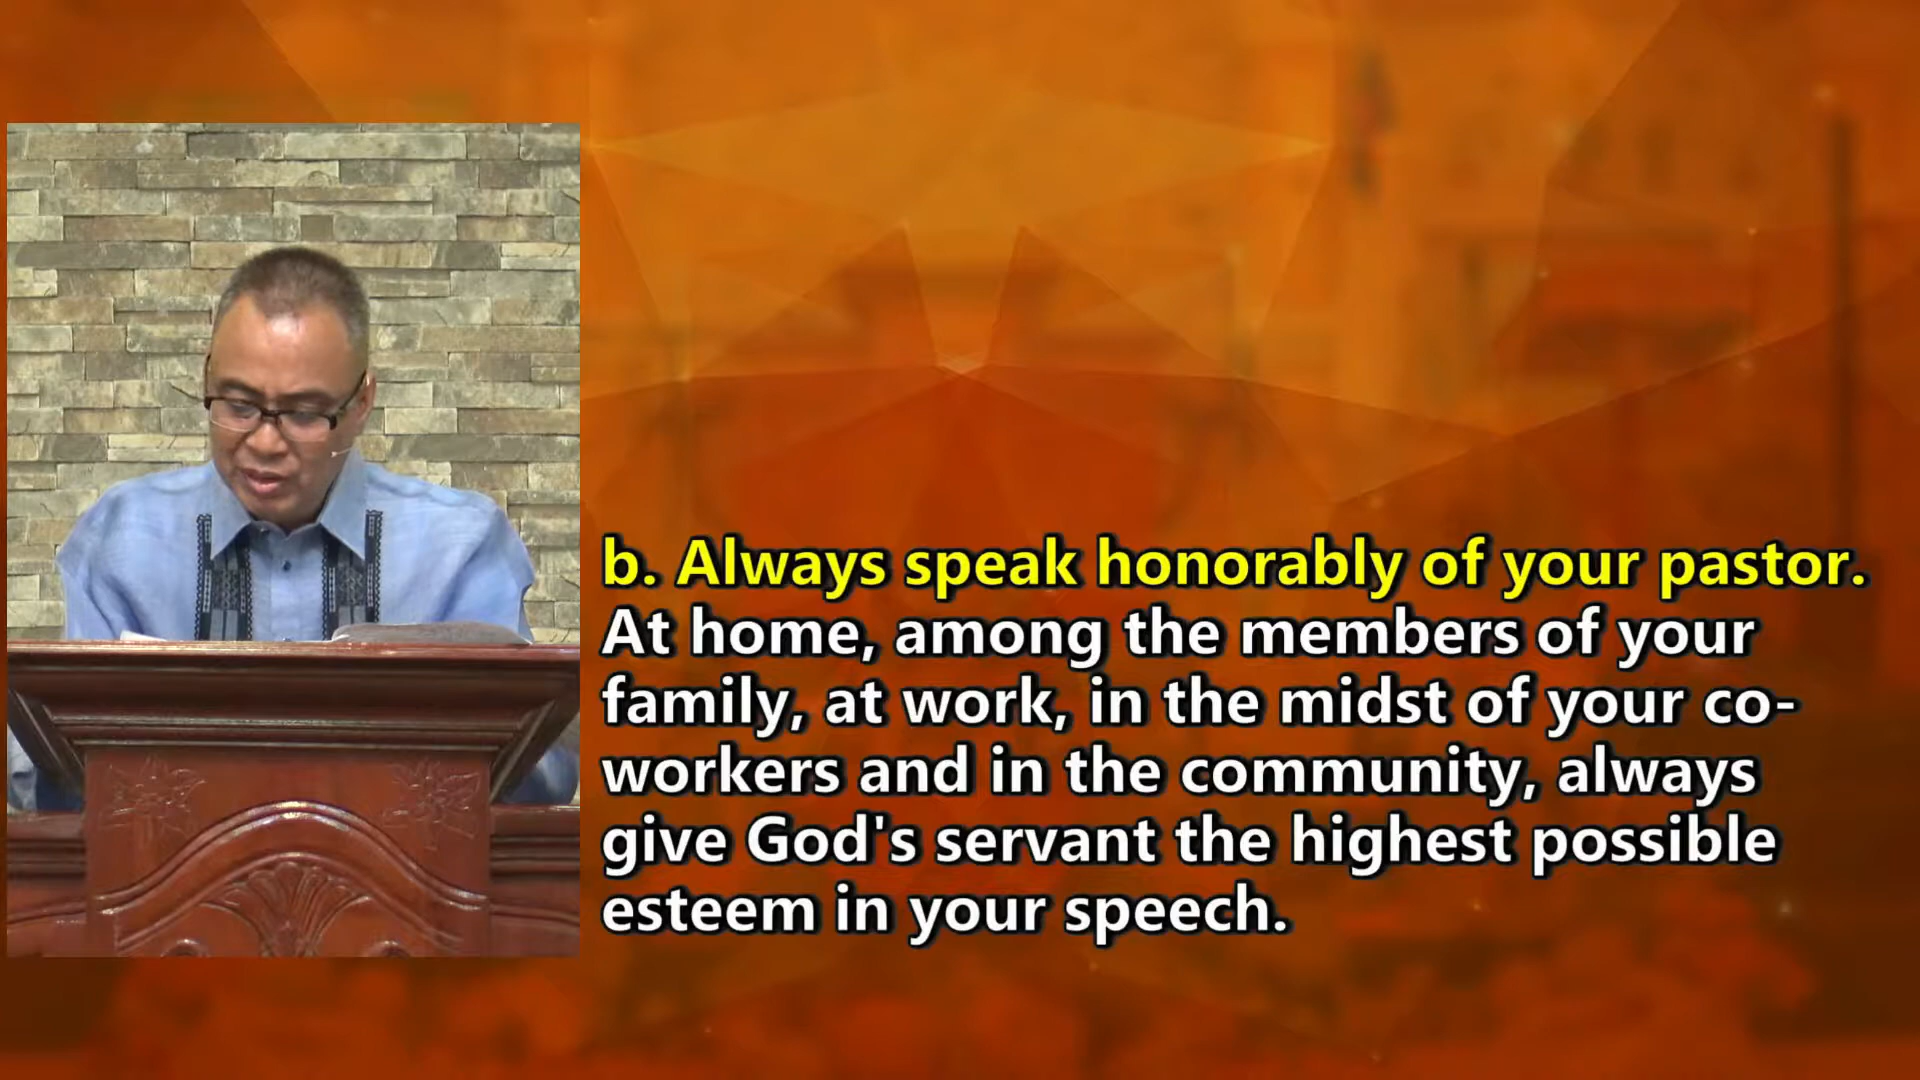 b. Always speak honorably of your pastor.
At home, among the members of your
family, at work, in the midst of your co-
workers and in the community, always
give God's servant the highest possible
esteem in your speech.